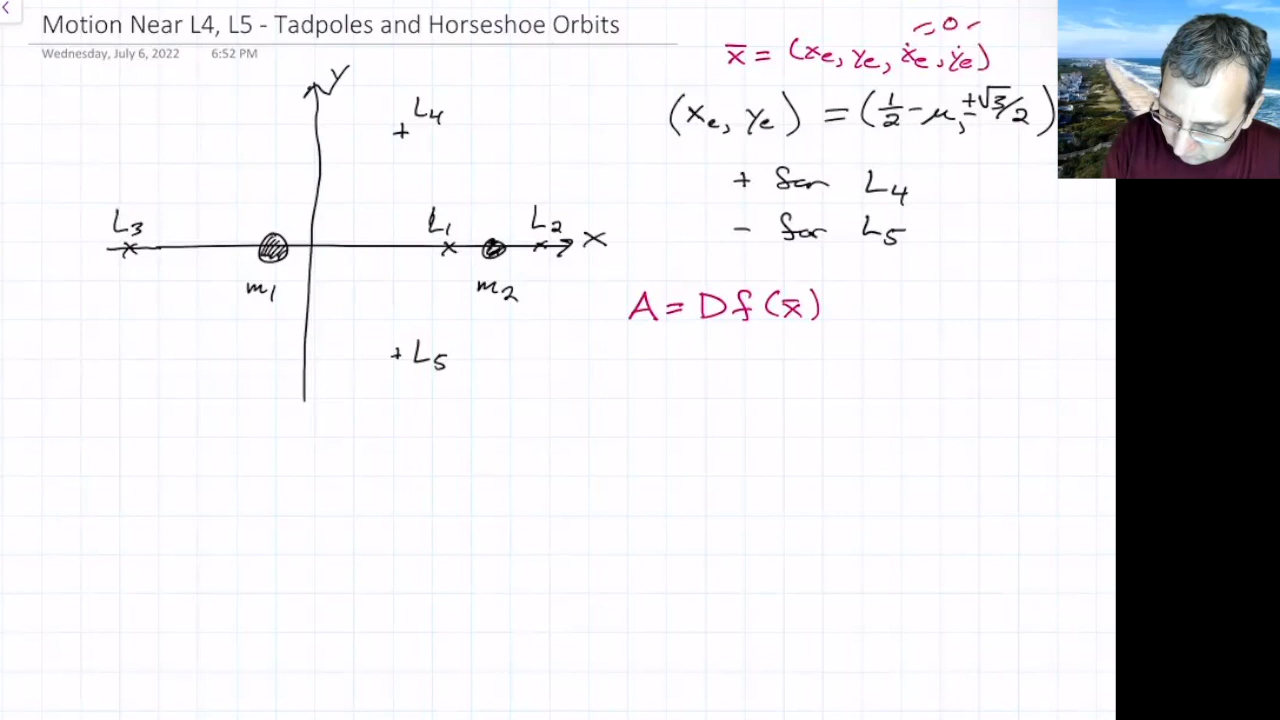 Motion Near L4, L5 - Tadpoles and Horseshoe Orbits
Wednesday, July 6, 2022 6:52 PM
= 0 =
x̄ = (xₑ, yₑ, ẋₑ, ẏₑ)
(xₑ, yₑ) = (1/2 - μ, ±√3/2)
+ for L4
- for L5
A = Df(x̄)
y
L4
L3
L1
L2
x
m1
m2
L5